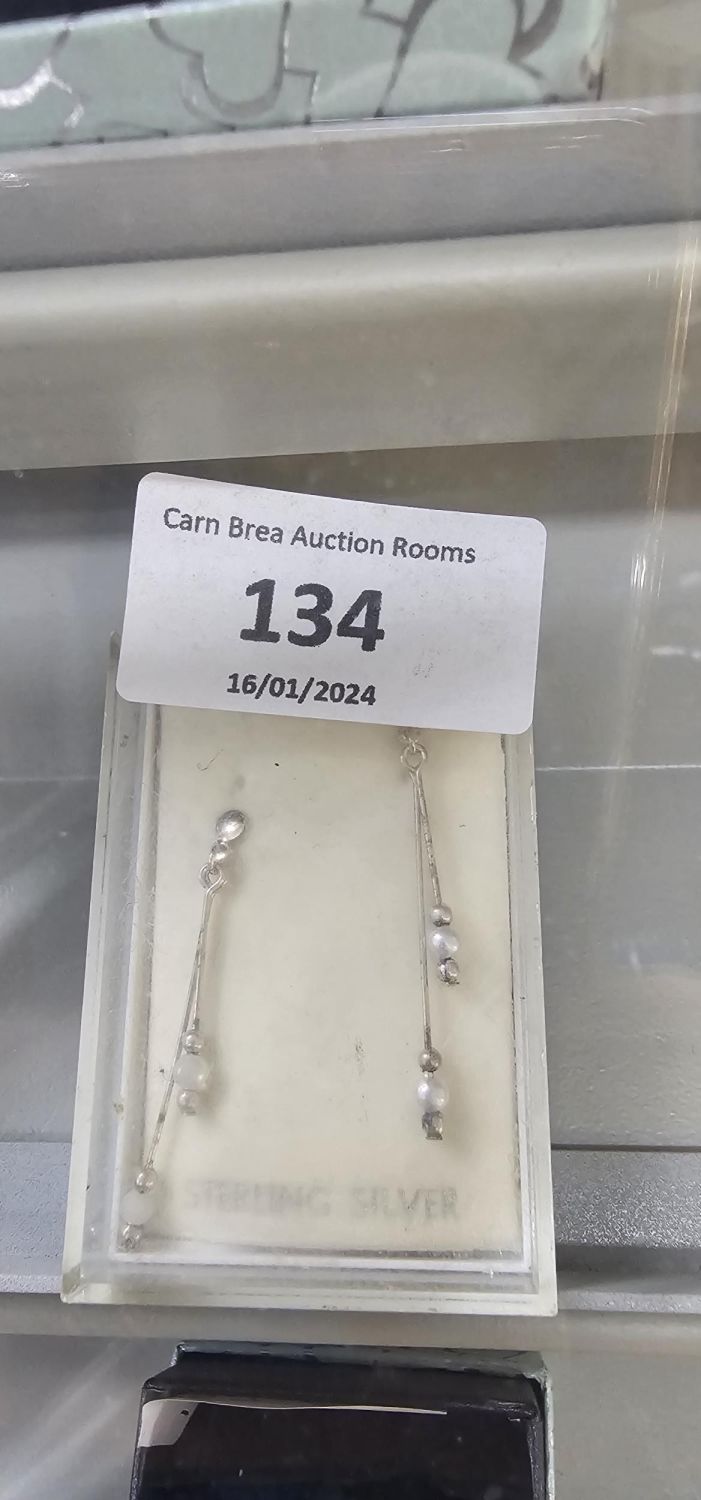 Carn Brea Auction Rooms
134
16/01/2024
STERLING SILVER